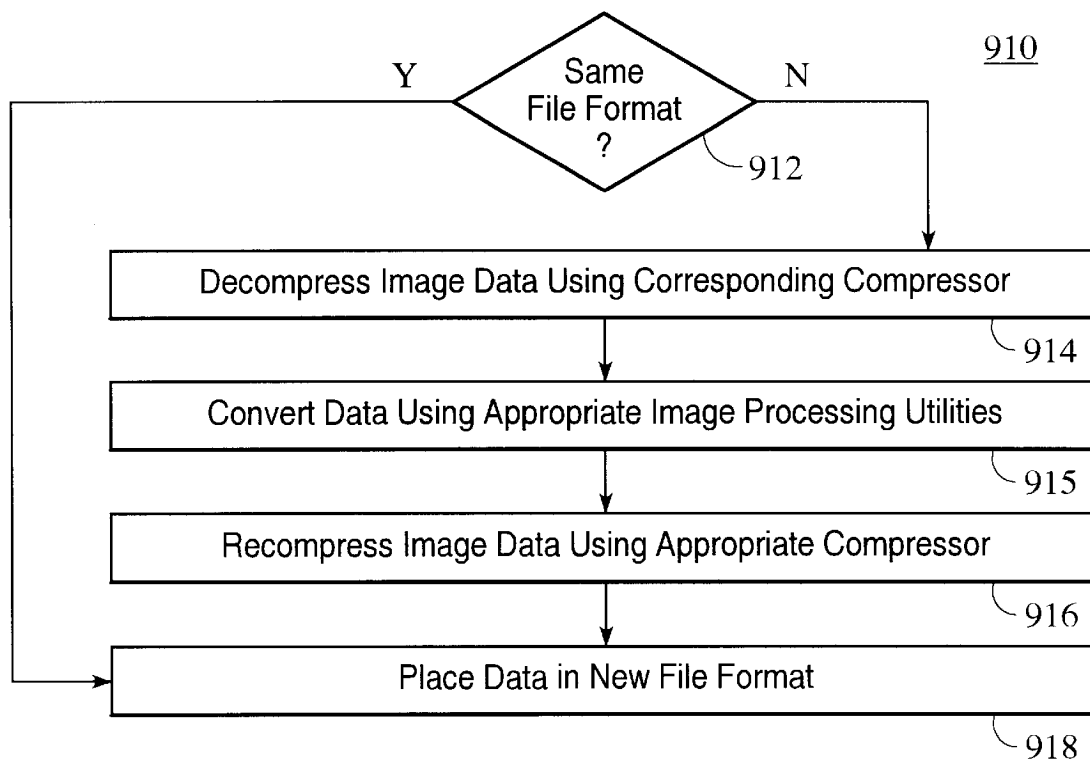 910
Y
N
Same
File Format
?
912
Decompress Image Data Using Corresponding Compressor
914
Convert Data Using Appropriate Image Processing Utilities
915
Recompress Image Data Using Appropriate Compressor
916
Place Data in New File Format
918